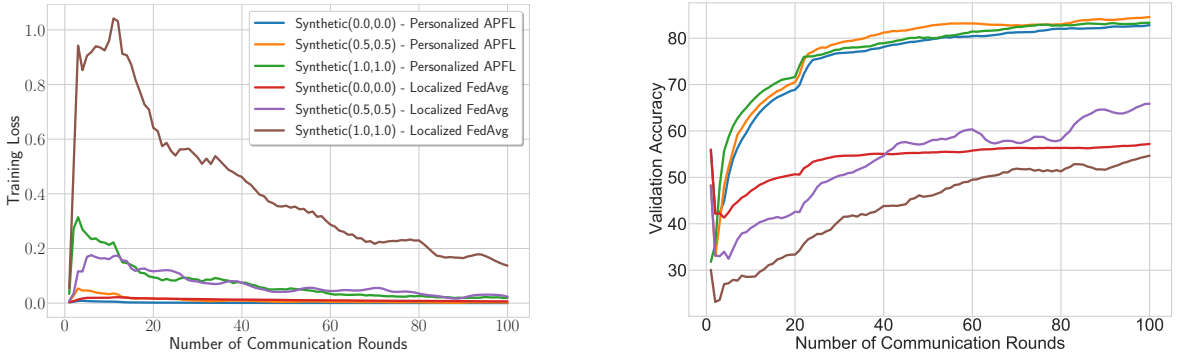 Training Loss
1.0
0.8
0.6
0.4
0.2
0.0
0
20
40
60
80
100
Number of Communication Rounds
Synthetic(0.0,0.0) - Personalized APFL
Synthetic(0.5,0.5) - Personalized APFL
Synthetic(1.0,1.0) - Personalized APFL
Synthetic(0.0,0.0) - Localized FedAvg
Synthetic(0.5,0.5) - Localized FedAvg
Synthetic(1.0,1.0) - Localized FedAvg
Validation Accuracy
80
70
60
50
40
30
0
20
40
60
80
100
Number of Communication Rounds